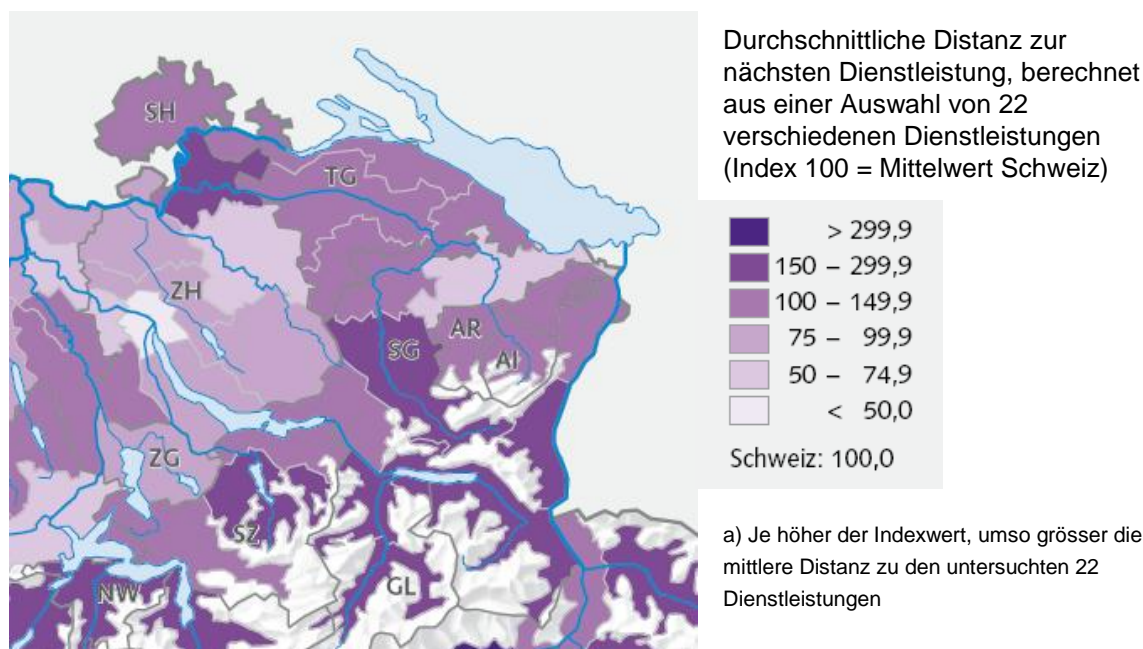 Durchschnittliche Distanz zur
nächsten Dienstleistung, berechnet
aus einer Auswahl von 22
verschiedenen Dienstleistungen
(Index 100 = Mittelwert Schweiz)
SH
TG
ZH
AR
SG
AI
ZG
SZ
NW
GL
> 299,9
150 – 299,9
100 – 149,9
75 – 99,9
50 – 74,9
< 50,0
Schweiz: 100,0
a) Je höher der Indexwert, umso grösser die
mittlere Distanz zu den untersuchten 22
Dienstleistungen